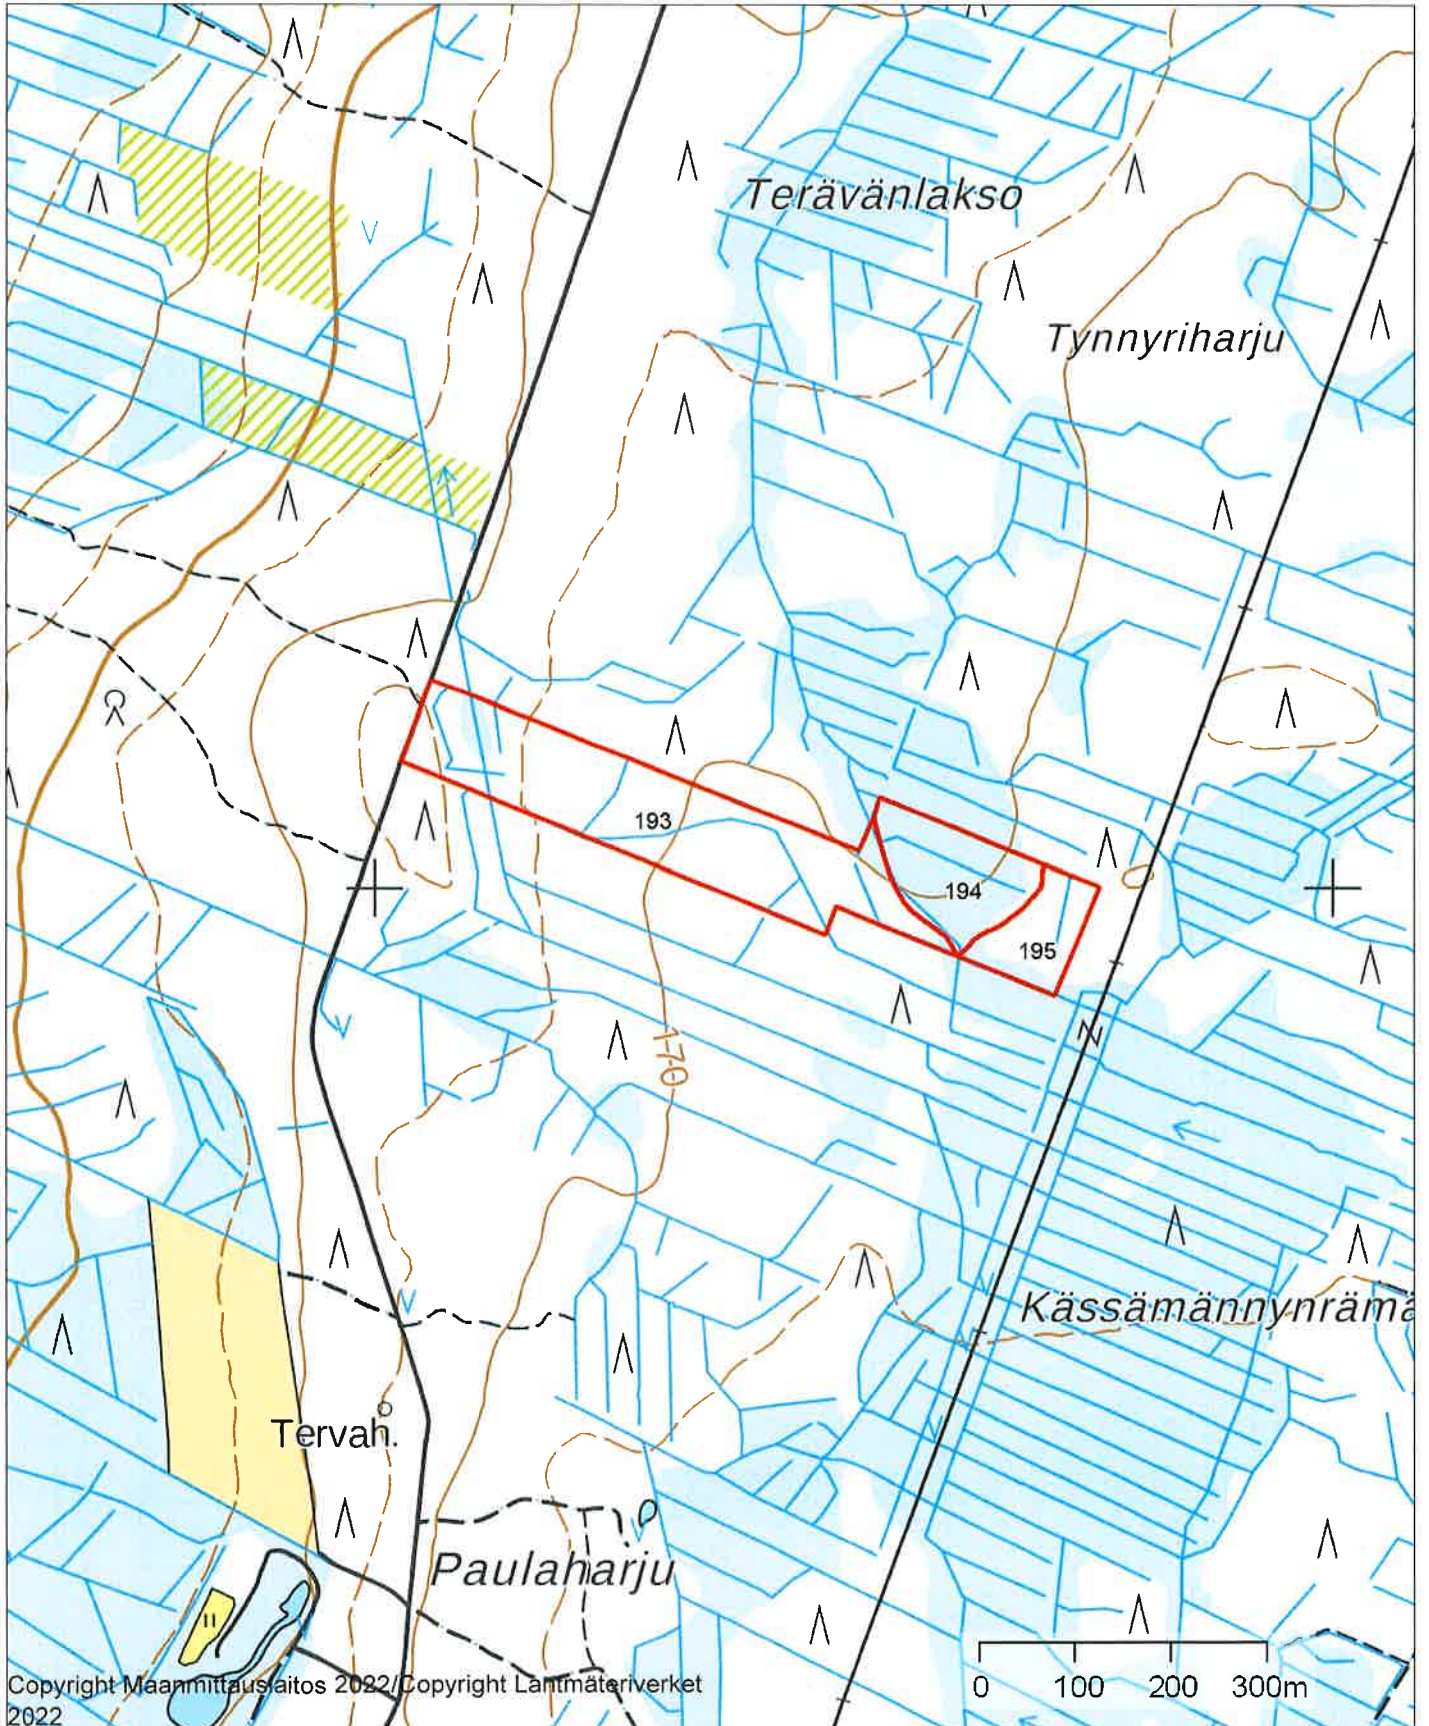 Terävänlakso
Tynnyriharju
193
194
195
170
N
Kässämännynrämä
Tervah.
Paulaharju
0 100 200 300m
Copyright Maanmittauslaitos 2022/Copyright Lantmäteriverket
2022